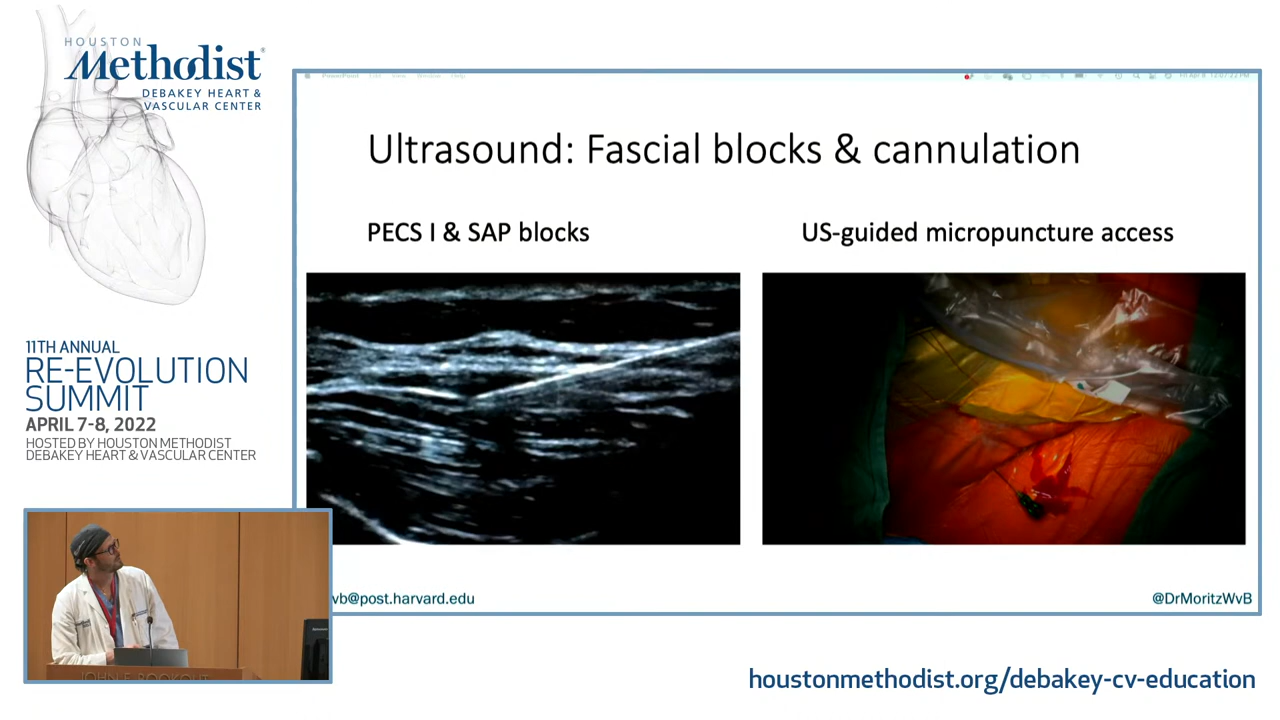 HOUSTON
Methodist
DEBAKEY HEART &
VASCULAR CENTER
11TH ANNUAL
RE-EVOLUTION
SUMMIT
APRIL 7-8, 2022
HOSTED BY HOUSTON METHODIST
DEBAKEY HEART & VASCULAR CENTER
Ultrasound: Fascial blocks & cannulation
PECS I & SAP blocks
US-guided micropuncture access
vb@post.harvard.edu
@DrMoritzWvB
JOHN F. BOOKOUT
houstonmethodist.org/debakey-cv-education